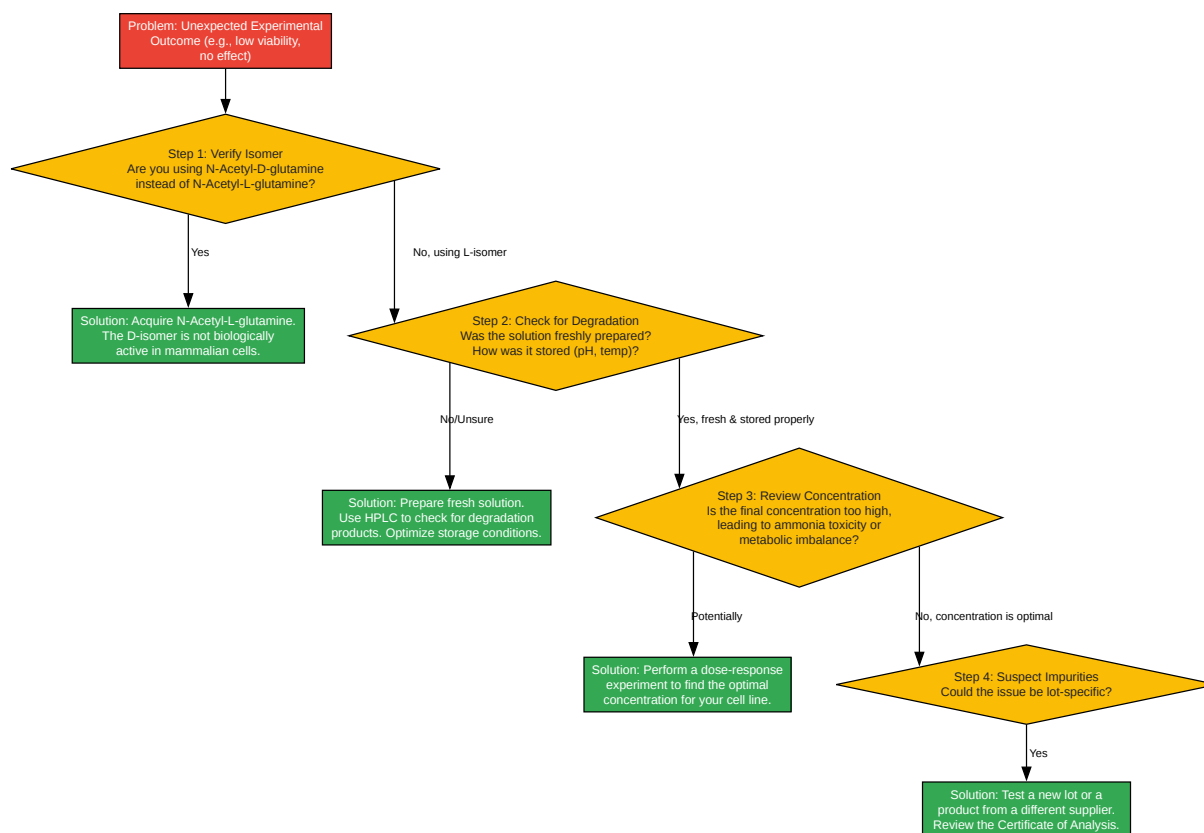 Problem: Unexpected Experimental
Outcome (e.g., low viability,
no effect)
Step 1: Verify Isomer
Are you using N-Acetyl-D-glutamine
instead of N-Acetyl-L-glutamine?
Yes
No, using L-isomer
Solution: Acquire N-Acetyl-L-glutamine.
The D-isomer is not biologically
active in mammalian cells.
Step 2: Check for Degradation
Was the solution freshly prepared?
How was it stored (pH, temp)?
No/Unsure
Yes, fresh & stored properly
Solution: Prepare fresh solution.
Use HPLC to check for degradation
products. Optimize storage conditions.
Step 3: Review Concentration
Is the final concentration too high,
leading to ammonia toxicity or
metabolic imbalance?
Potentially
No, concentration is optimal
Solution: Perform a dose-response
experiment to find the optimal
concentration for your cell line.
Step 4: Suspect Impurities
Could the issue be lot-specific?
Yes
Solution: Test a new lot or a
product from a different supplier.
Review the Certificate of Analysis.